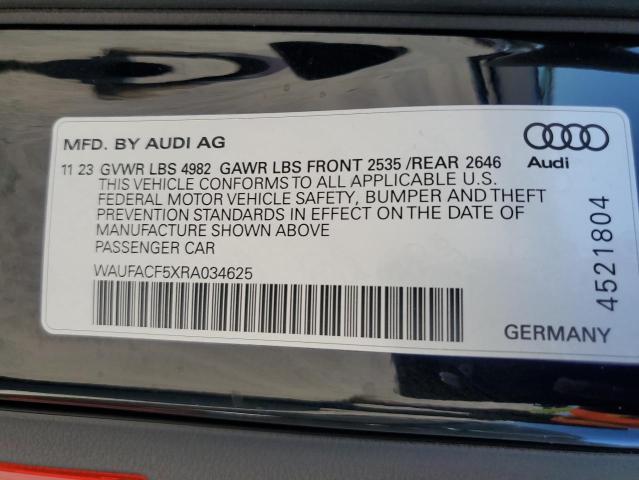 MFD. BY AUDI AG
Audi
11 23 GVWR LBS 4982 GAWR LBS FRONT 2535 /REAR 2646
THIS VEHICLE CONFORMS TO ALL APPLICABLE U.S.
FEDERAL MOTOR VEHICLE SAFETY, BUMPER AND THEFT
PREVENTION STANDARDS IN EFFECT ON THE DATE OF
MANUFACTURE SHOWN ABOVE
PASSENGER CAR
WAUFACF5XRA034625
4521804
GERMANY